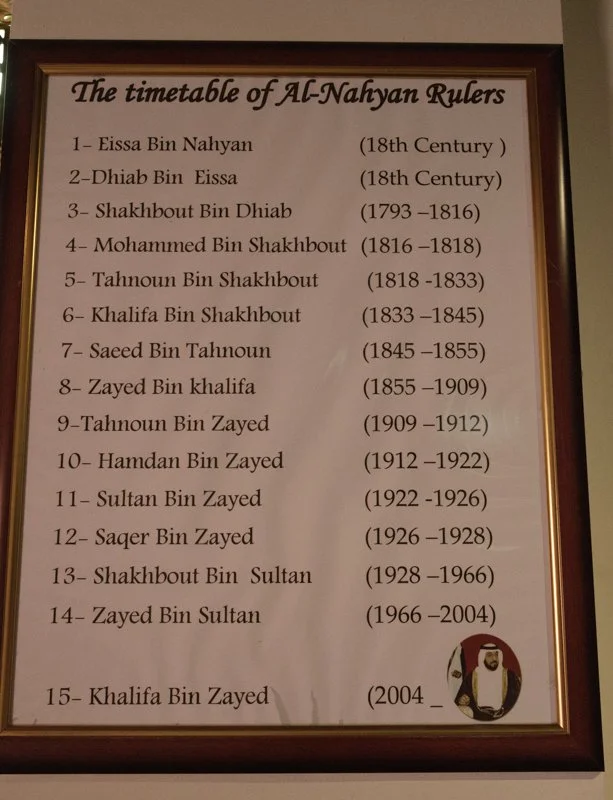 The timetable of Al-Nahyan Rulers
1- Eissa Bin Nahyan (18th Century )
2-Dhiab Bin Eissa (18th Century)
3- Shakhbout Bin Dhiab (1793 –1816)
4- Mohammed Bin Shakhbout (1816 –1818)
5- Tahnoun Bin Shakhbout (1818 -1833)
6- Khalifa Bin Shakhbout (1833 –1845)
7- Saeed Bin Tahnoun (1845 –1855)
8- Zayed Bin khalifa (1855 –1909)
9-Tahnoun Bin Zayed (1909 –1912)
10- Hamdan Bin Zayed (1912 –1922)
11- Sultan Bin Zayed (1922 -1926)
12- Saqer Bin Zayed (1926 –1928)
13- Shakhbout Bin Sultan (1928 –1966)
14- Zayed Bin Sultan (1966 –2004)
15- Khalifa Bin Zayed (2004 _